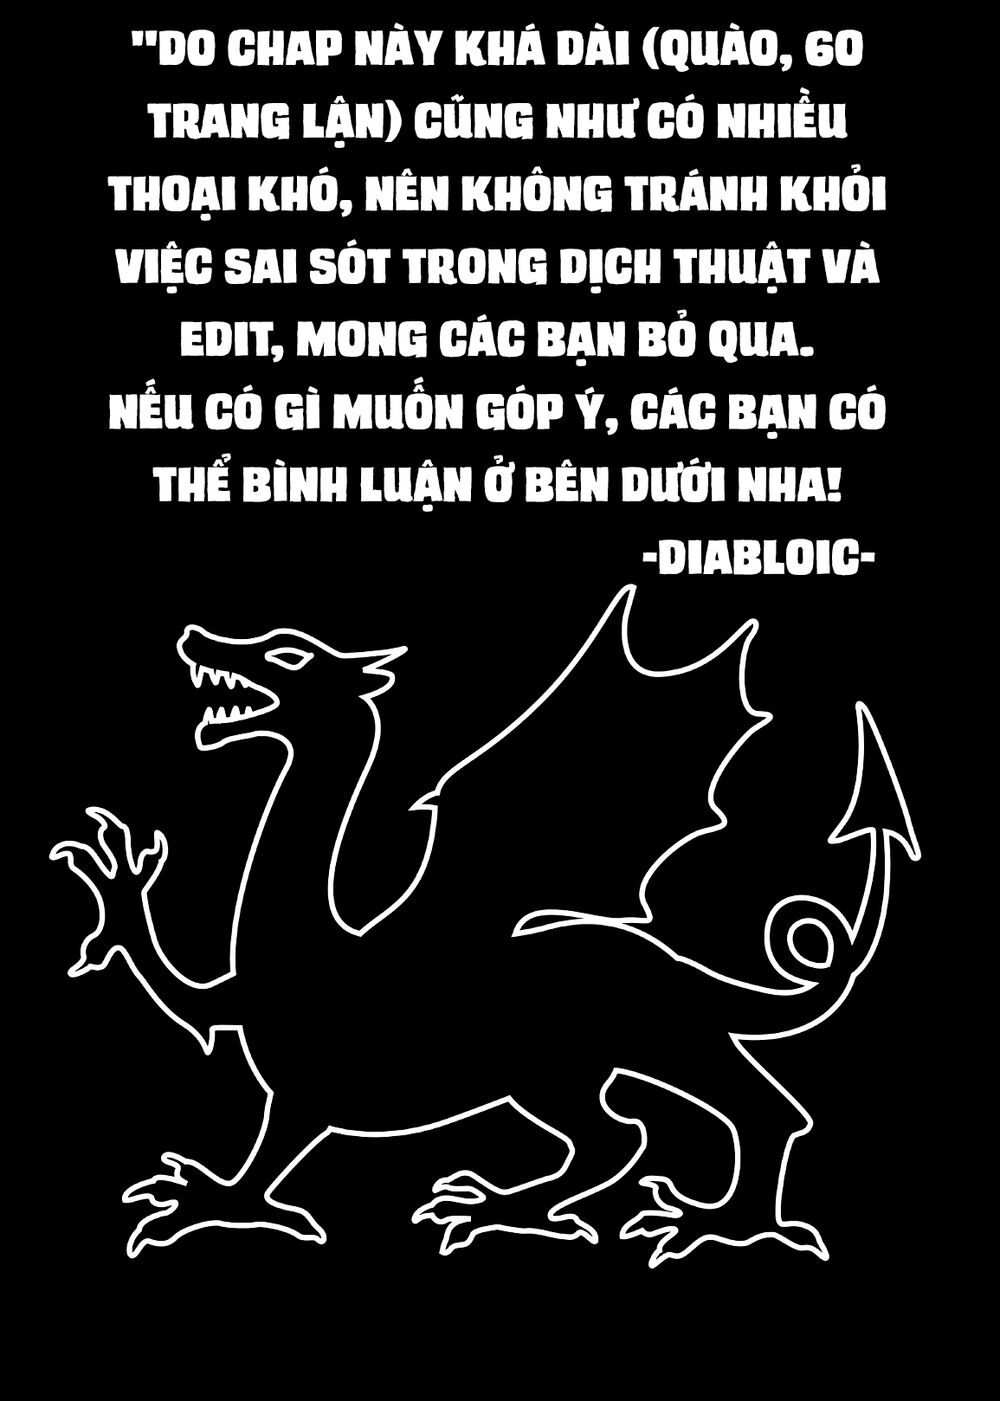 "DO CHAP NÀY KHÁ DÀI (QUÀO, 60
TRANG LẬN) CŨNG NHƯ CÓ NHIỀU
THOẠI KHÓ, NÊN KHÔNG TRÁNH KHỎI
VIỆC SAI SÓT TRONG DỊCH THUẬT VÀ
EDIT, MONG CÁC BẠN BỎ QUA.
NẾU CÓ GÌ MUỐN GÓP Ý, CÁC BẠN CÓ
THỂ BÌNH LUẬN Ở BÊN DƯỚI NHA!
-DIABLOIC-